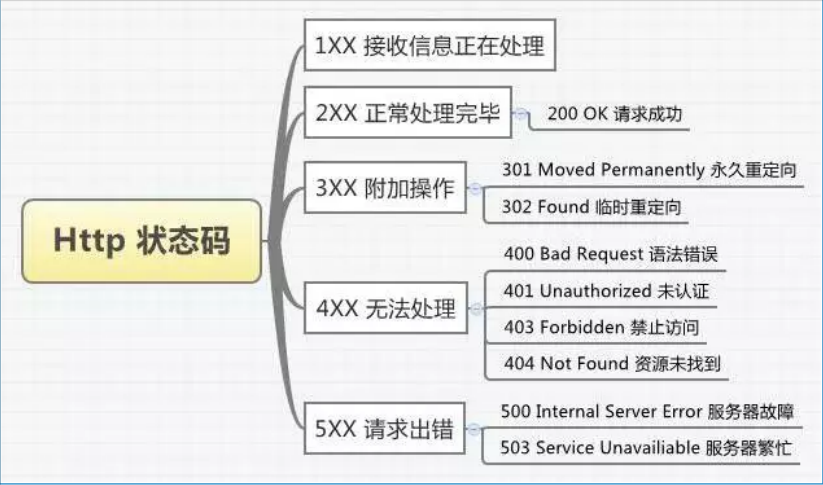 Http 状态码
1XX 接收信息正在处理
2XX 正常处理完毕
200 OK 请求成功
3XX 附加操作
301 Moved Permanently 永久重定向
302 Found 临时重定向
4XX 无法处理
400 Bad Request 语法错误
401 Unauthorized 未认证
403 Forbidden 禁止访问
404 Not Found 资源未找到
5XX 请求出错
500 Internal Server Error 服务器故障
503 Service Unavailiable 服务器繁忙